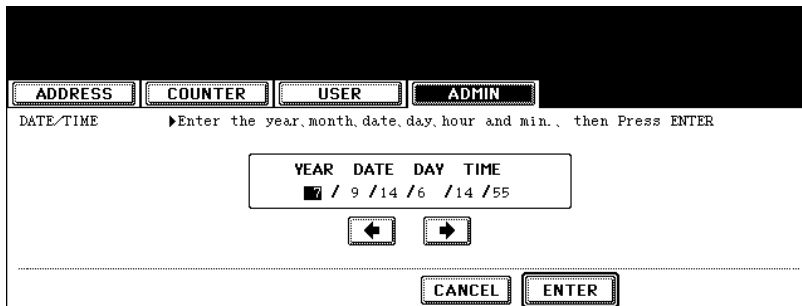 ADDRESS COUNTER USER ADMIN
DATE/TIME ▶Enter the year,month,date,day,hour and min., then Press ENTER
YEAR DATE DAY TIME
7 / 9 /14 /6 /14 /55
CANCEL ENTER